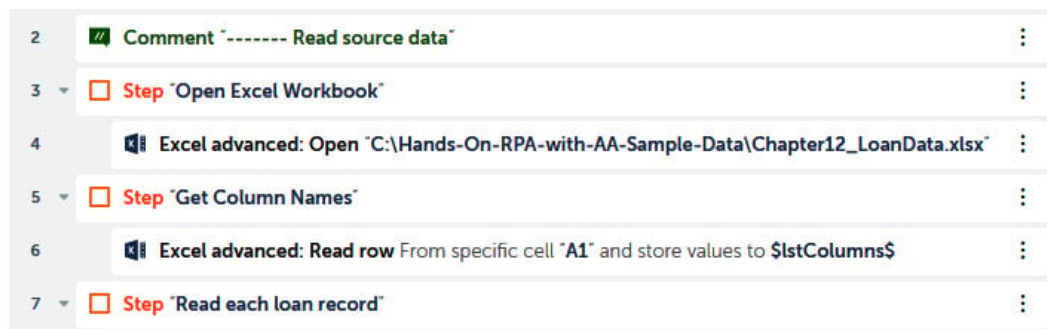 2 // Comment "------- Read source data"
3 Step "Open Excel Workbook"
4 Excel advanced: Open "C:\Hands-On-RPA-with-AA-Sample-Data\Chapter12_LoanData.xlsx"
5 Step "Get Column Names"
6 Excel advanced: Read row From specific cell "A1" and store values to $lstColumns$
7 Step "Read each loan record"